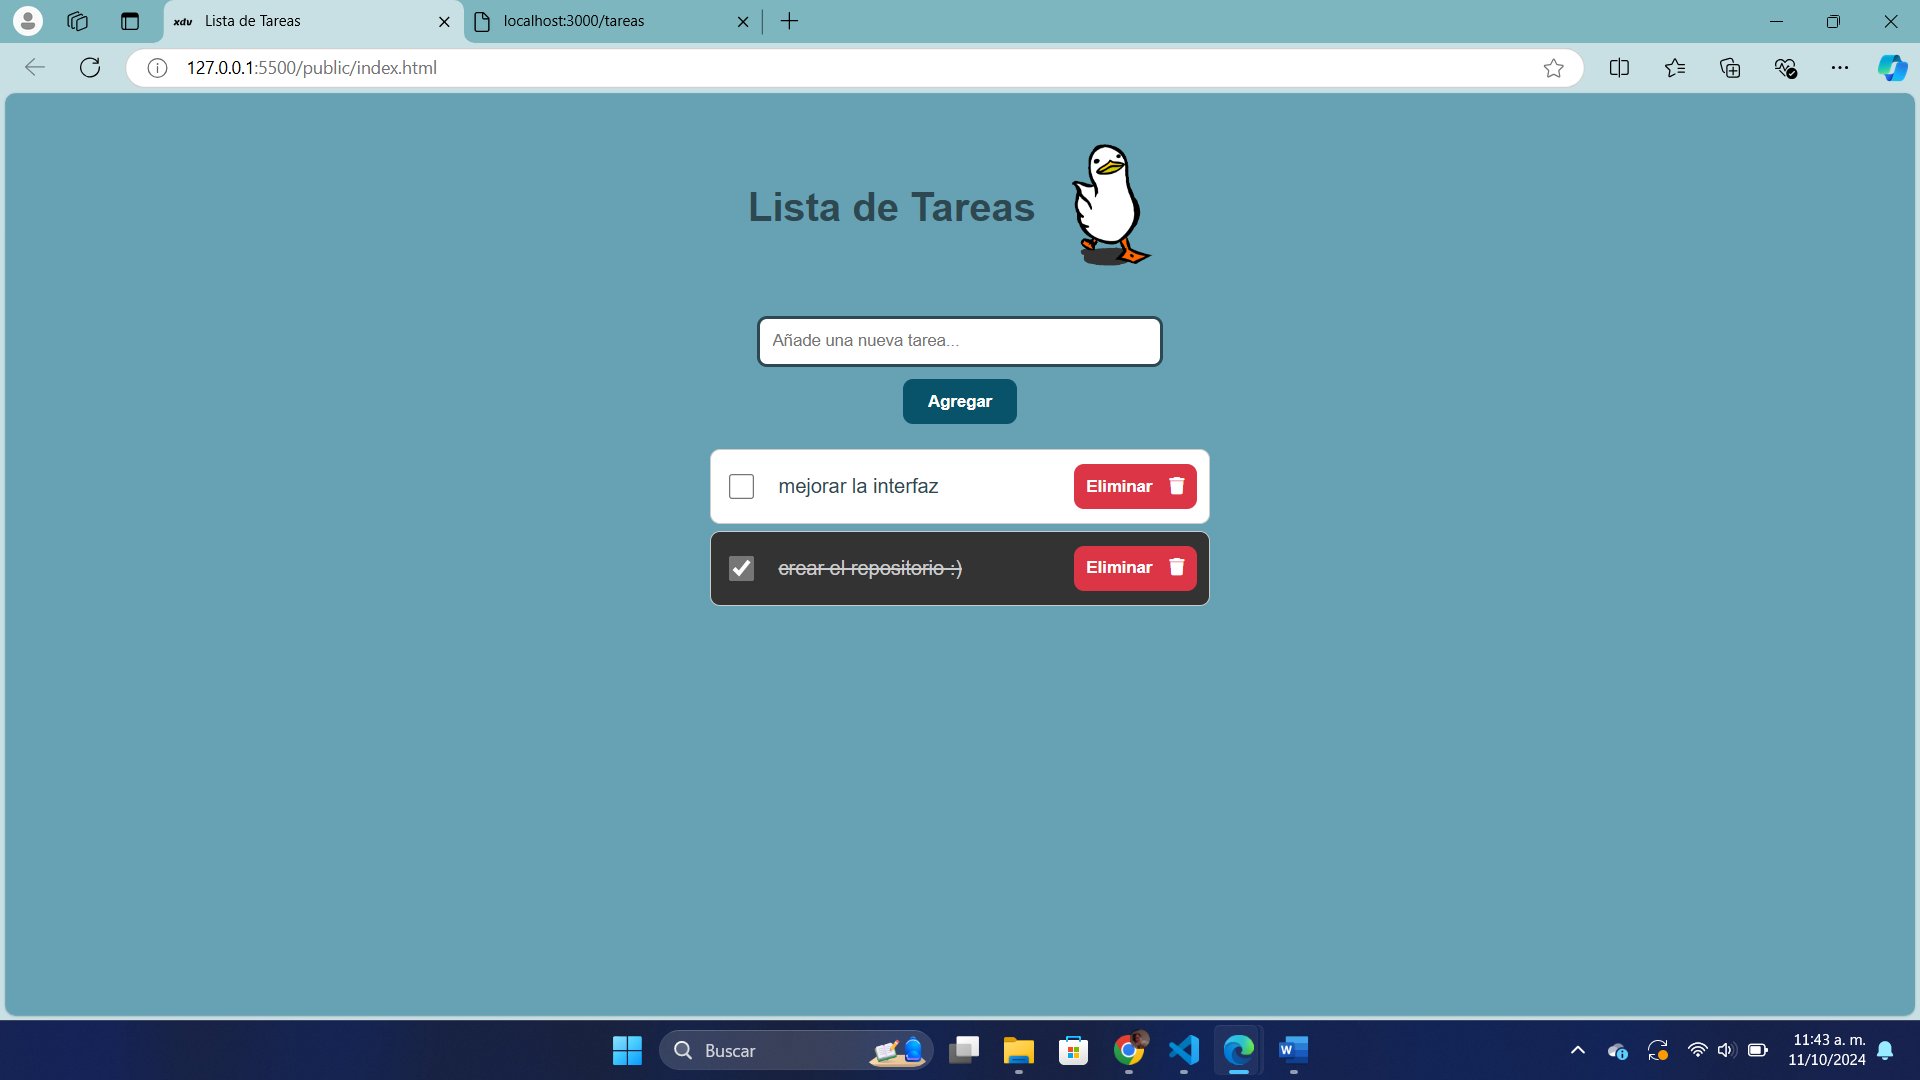 xdv Lista de Tareas
localhost:3000/tareas
127.0.0.1:5500/public/index.html
Lista de Tareas
Añade una nueva tarea...
Agregar
mejorar la interfaz
Eliminar
crear el repositorio :)
Eliminar
Buscar
W
11:43 a. m.
11/10/2024